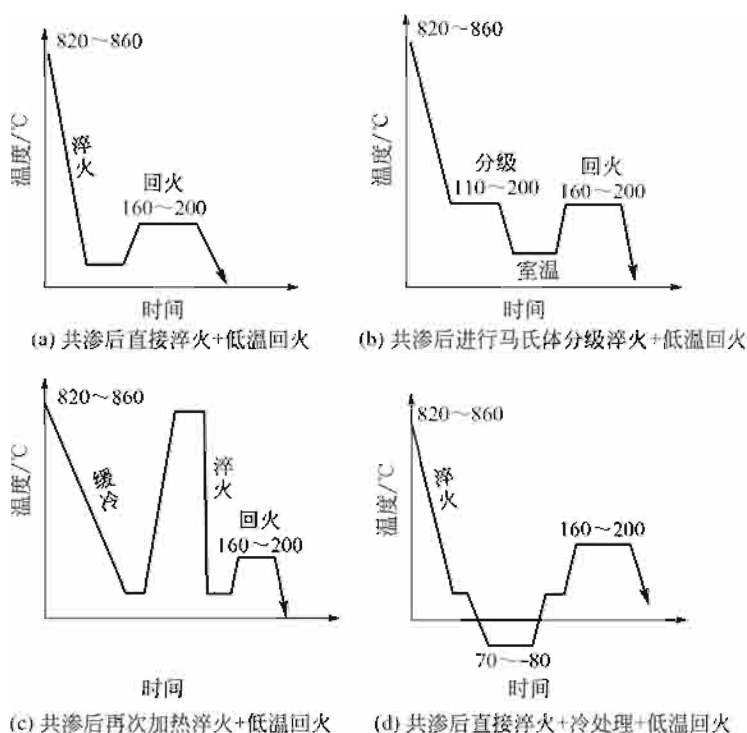 820～860
温度/℃
淬火
回火
160～200
时间
(a) 共渗后直接淬火+低温回火
820～860
温度/℃
分级
110～200
回火
160～200
室温
时间
(b) 共渗后进行马氏体分级淬火+低温回火
820～860
温度/℃
缓冷
淬火
回火
160～200
时间
(c) 共渗后再次加热淬火+低温回火
820～860
温度/℃
淬火
160～200
70～-80
时间
(d) 共渗后直接淬火+冷处理+低温回火